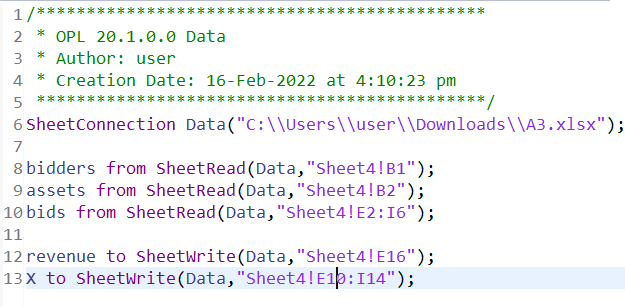 1 /*********************************************
2  * OPL 20.1.0.0 Data
3  * Author: user
4  * Creation Date: 16-Feb-2022 at 4:10:23 pm
5  *********************************************/
6 SheetConnection Data("C:\\Users\\user\\Downloads\\A3.xlsx");
7
8 bidders from SheetRead(Data,"Sheet4!B1");
9 assets from SheetRead(Data,"Sheet4!B2");
10 bids from SheetRead(Data,"Sheet4!E2:I6");
11
12 revenue to SheetWrite(Data,"Sheet4!E16");
13 X to SheetWrite(Data,"Sheet4!E10:I14");